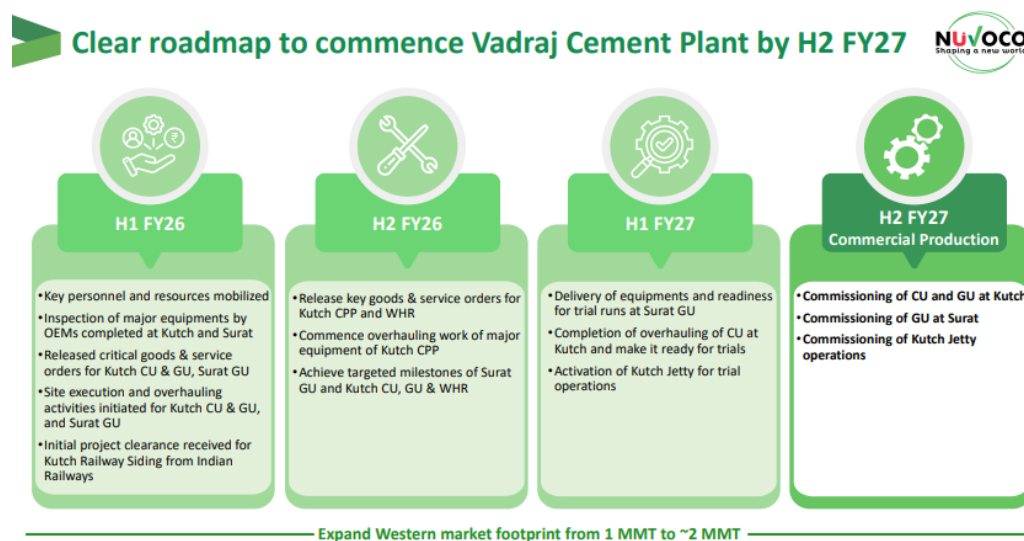 Clear roadmap to commence Vadraj Cement Plant by H2 FY27
NUVOCO
Shaping a new world
H1 FY26
•Key personnel and resources mobilized
•Inspection of major equipments by
OEMs completed at Kutch and Surat
•Released critical goods & service
orders for Kutch CU & GU, Surat GU
•Site execution and overhauling
activities initiated for Kutch CU & GU,
and Surat GU
•Initial project clearance received for
Kutch Railway Siding from Indian
Railways
H2 FY26
•Release key goods & service orders for
Kutch CPP and WHR
•Commence overhauling work of major
equipment of Kutch CPP
•Achieve targeted milestones of Surat
GU and Kutch CU, GU & WHR
H1 FY27
•Delivery of equipments and readiness
for trial runs at Surat GU
•Completion of overhauling of CU at
Kutch and make it ready for trials
•Activation of Kutch Jetty for trial
operations
H2 FY27
Commercial Production
•Commissioning of CU and GU at Kutch
•Commissioning of GU at Surat
•Commissioning of Kutch Jetty
operations
Expand Western market footprint from 1 MMT to ~2 MMT